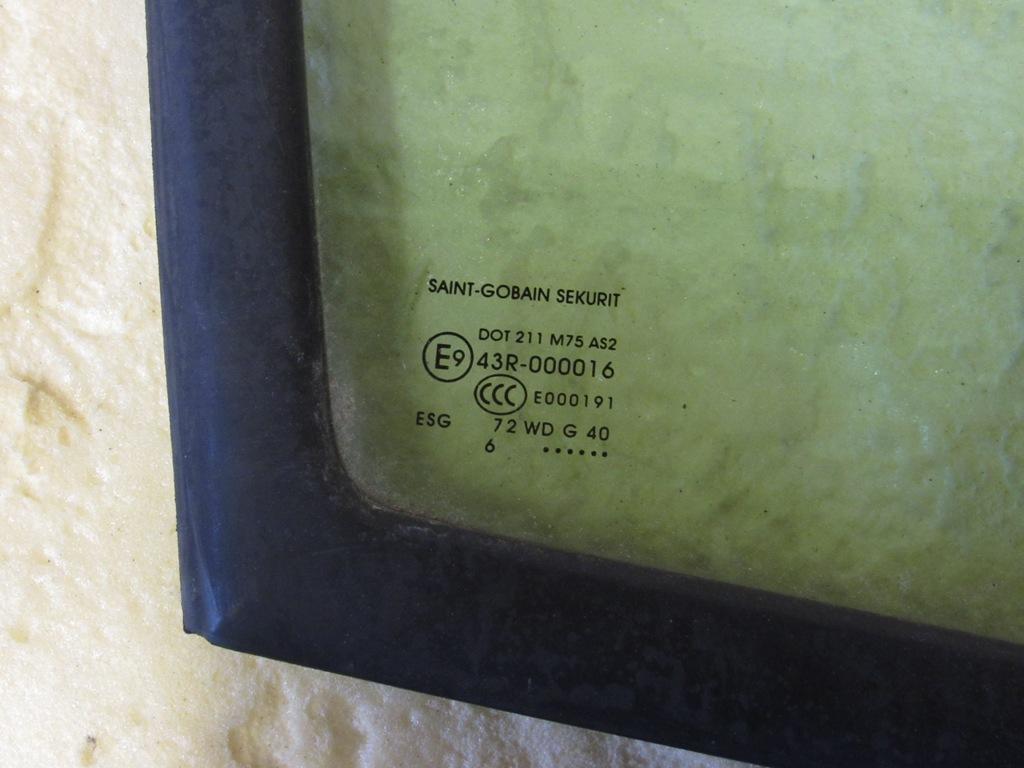 SAINT-GOBAIN SEKURIT
DOT 211 M75 AS2
E9 43R-000016
CCC E000191
ESG 72 WD G 40
6 ......